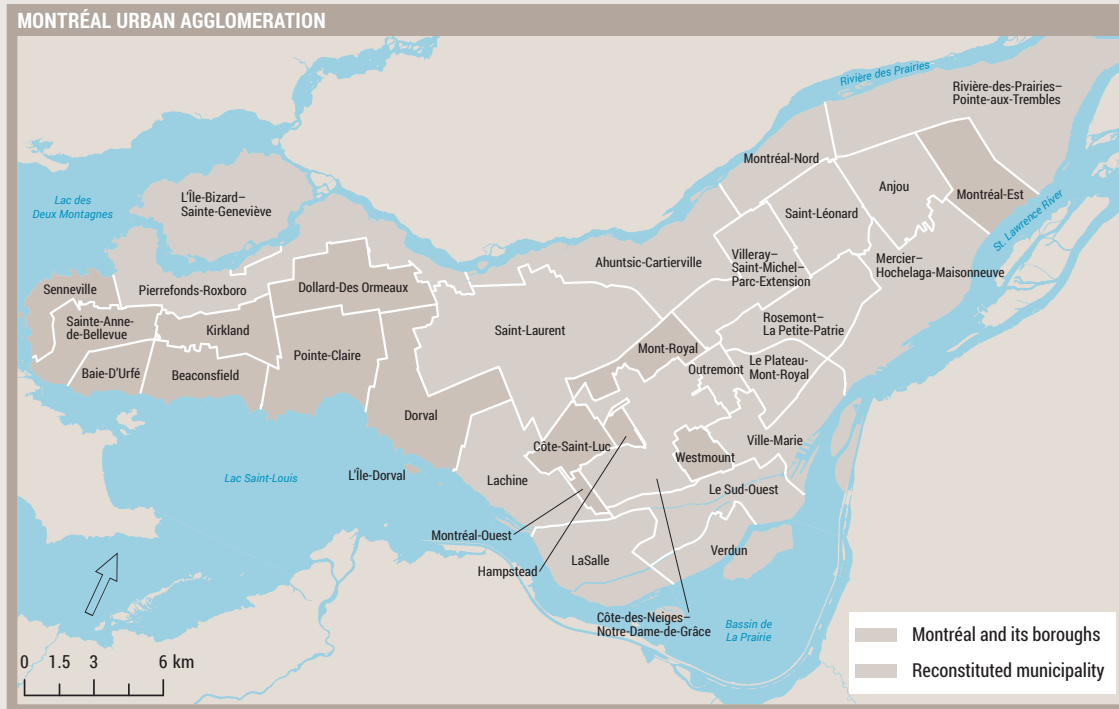 MONTRÉAL URBAN AGGLOMERATION
Rivière des Prairies
Rivière-des-Prairies–
Pointe-aux-Trembles
Montréal-Nord
Anjou
Montréal-Est
L'Île-Bizard–
Sainte-Geneviève
Lac des
Deux Montagnes
Saint-Léonard
St. Lawrence River
Villeray–
Saint-Michel–
Parc-Extension
Mercier–
Hochelaga-Maisonneuve
Ahuntsic-Cartierville
Senneville
Pierrefonds-Roxboro
Dollard-Des Ormeaux
Sainte-Anne-
de-Bellevue
Kirkland
Saint-Laurent
Rosemont–
La Petite-Patrie
Pointe-Claire
Mont-Royal
Baie-D'Urfé
Beaconsfield
Outremont
Le Plateau-
Mont-Royal
Dorval
Côte-Saint-Luc
Ville-Marie
Westmount
Lac Saint-Louis
L'Île-Dorval
Lachine
Le Sud-Ouest
Montréal-Ouest
Hampstead
LaSalle
Verdun
Côte-des-Neiges–
Notre-Dame-de-Grâce
Bassin de
La Prairie
Montréal and its boroughs
Reconstituted municipality
0 1.5 3 6 km